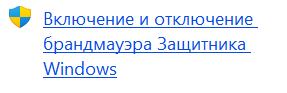 Включение и отключение
брандмауэра Защитника
Windows